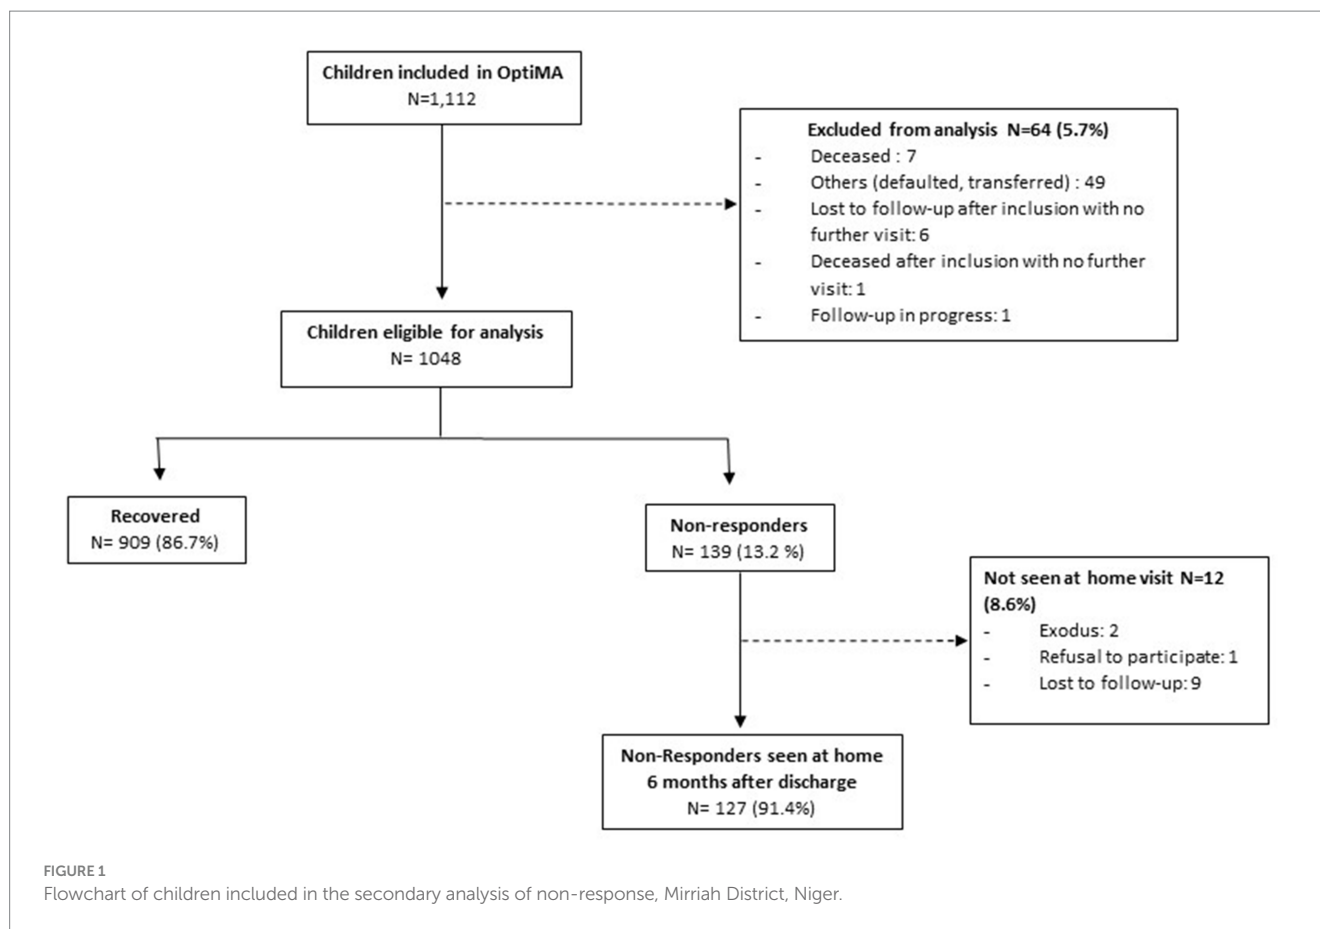 Children included in OptiMA
N=1,112
Excluded from analysis N=64 (5.7%)
- Deceased : 7
- Others (defaulted, transferred) : 49
- Lost to follow-up after inclusion with no
further visit: 6
- Deceased after inclusion with no further
visit: 1
- Follow-up in progress: 1
Children eligible for analysis
N= 1048
Recovered
N= 909 (86.7%)
Non-responders
N= 139 (13.2 %)
Not seen at home visit N=12
(8.6%)
- Exodus: 2
- Refusal to participate: 1
- Lost to follow-up: 9
Non-Responders seen at home
6 months after discharge
N= 127 (91.4%)
FIGURE 1
Flowchart of children included in the secondary analysis of non-response, Mirriah District, Niger.